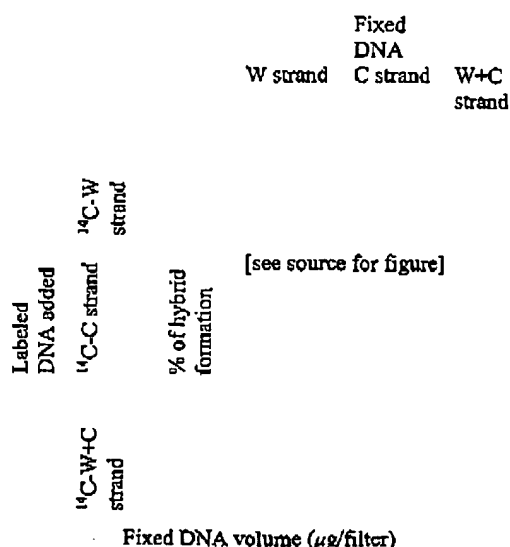 Fixed
DNA
W strand C strand W+C
strand
¹⁴C-W
strand
[see source for figure]
Labeled
DNA added
¹⁴C-C strand
% of hybrid
formation
¹⁴C-W+C
strand
Fixed DNA volume (μg/filter)